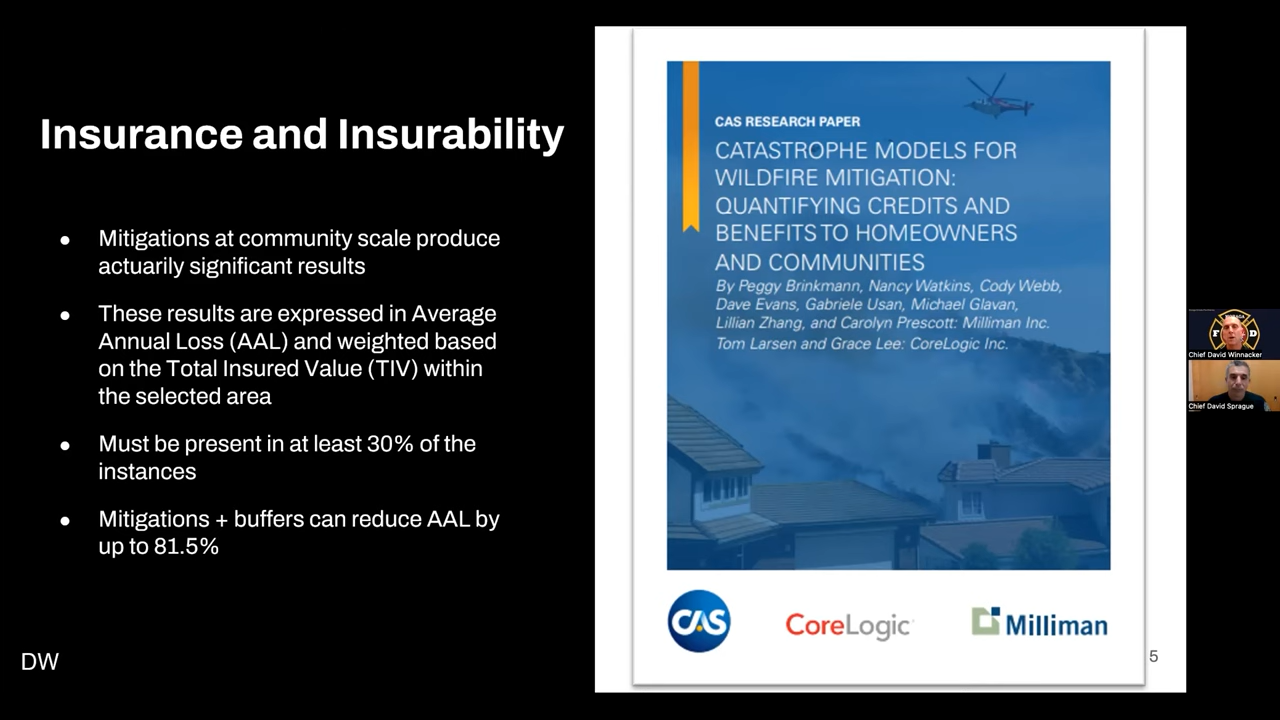 Insurance and Insurability
● Mitigations at community scale produce
actuarily significant results
● These results are expressed in Average
Annual Loss (AAL) and weighted based
on the Total Insured Value (TIV) within
the selected area
● Must be present in at least 30% of the
instances
● Mitigations + buffers can reduce AAL by
up to 81.5%
DW
CAS RESEARCH PAPER
CATASTROPHE MODELS FOR
WILDFIRE MITIGATION:
QUANTIFYING CREDITS AND
BENEFITS TO HOMEOWNERS
AND COMMUNITIES
By Peggy Brinkmann, Nancy Watkins, Cody Webb,
Dave Evans, Gabriele Usan, Michael Glavan,
Lillian Zhang, and Carolyn Prescott: Milliman Inc.
Tom Larsen and Grace Lee: CoreLogic Inc.
CAS
CoreLogic
Milliman
5
F D
Chief David Winnacker
Chief David Sprague